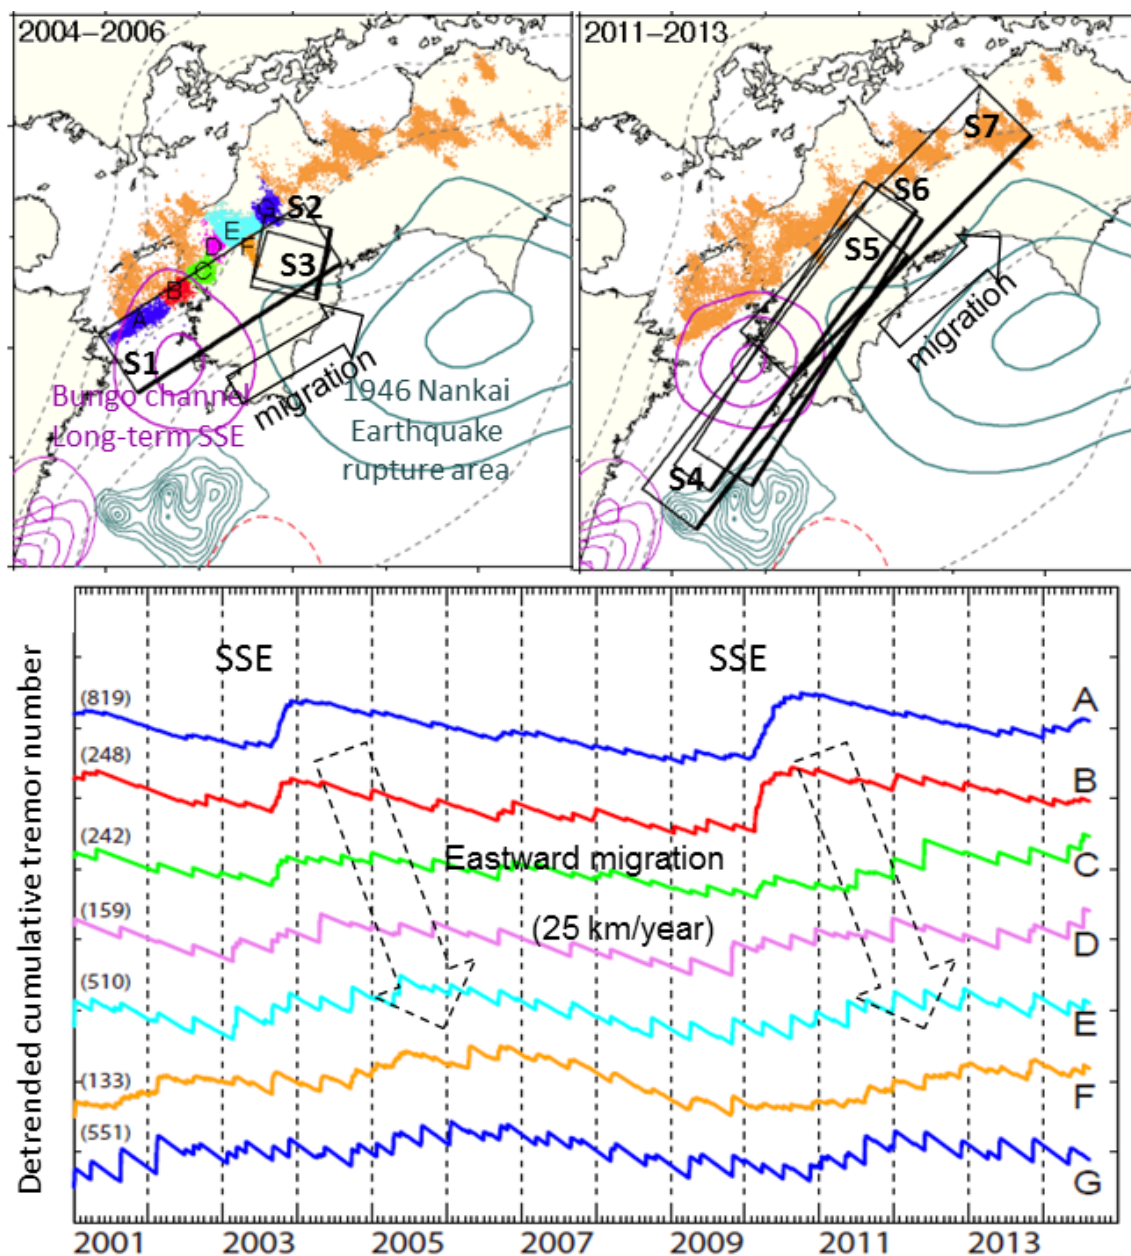 2004–2006
2011–2013
S7
S6
G
S2
E
S5
D
F
C
S3
B
A
migration
S1
Bungo channel
Long-term SSE
migration
1946 Nankai
Earthquake
rupture area
S4
Detrended cumulative tremor number
SSE
SSE
(819)
A
(248)
B
(242)
Eastward migration
C
(159)
(25 km/year)
D
(510)
E
(133)
F
(551)
G
2001
2003
2005
2007
2009
2011
2013